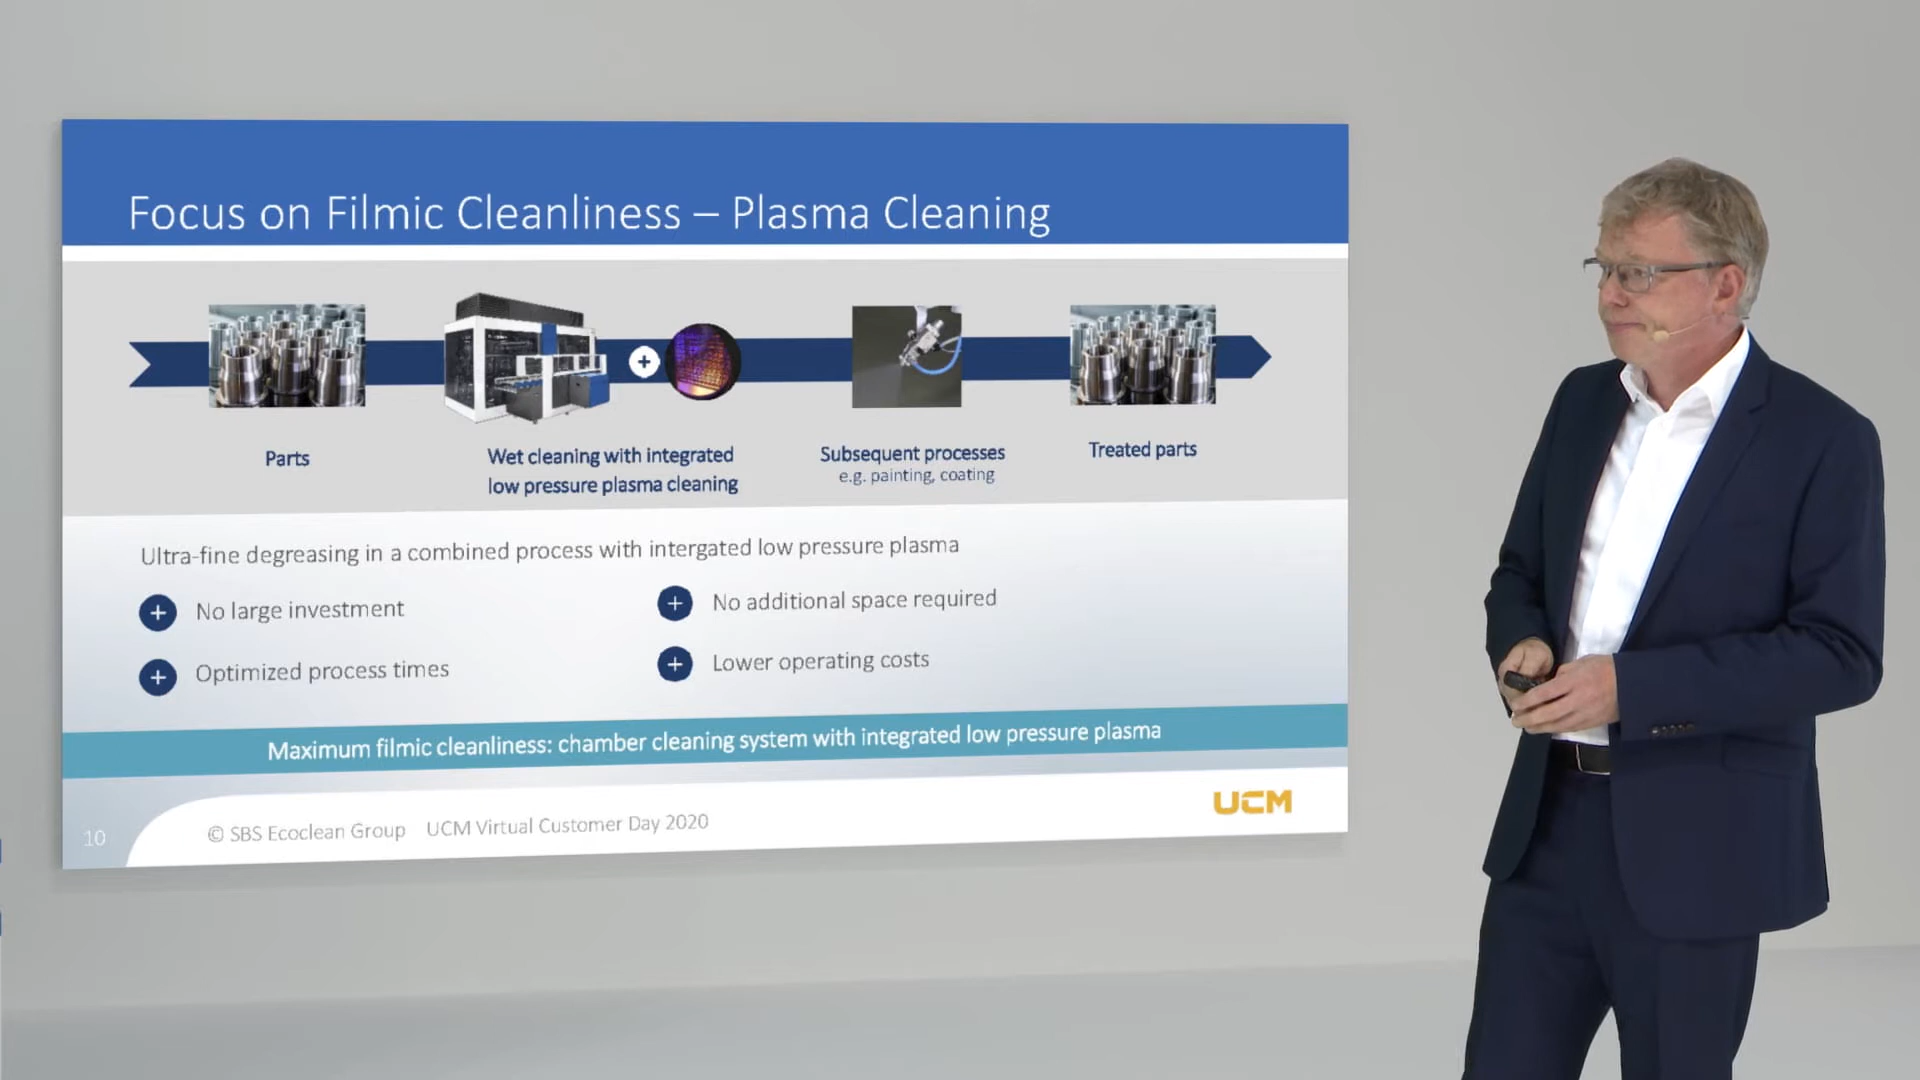 Focus on Filmic Cleanliness – Plasma Cleaning
Parts
Wet cleaning with integrated
low pressure plasma cleaning
Subsequent processes
e.g. painting, coating
Treated parts
Ultra-fine degreasing in a combined process with intergated low pressure plasma
No large investment
No additional space required
Optimized process times
Lower operating costs
Maximum filmic cleanliness: chamber cleaning system with integrated low pressure plasma
10
© SBS Ecoclean Group UCM Virtual Customer Day 2020
UCM